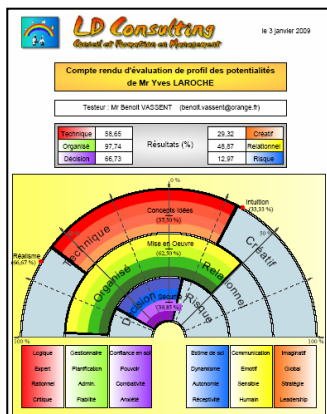 LD Consulting
Conseil et Formation en Management
le 3 janvier 2009
Compte rendu d'évaluation de profil des potentialités
de Mr Yves LAROCHE
Testeur : Mr Benoit VASSENT (benoit.vassent@orange.fr)
Technique 58,65 Résultats (%) 29,32 Créatif
Organisé 97,74 48,87 Relationnel
Décision 66,73 12,97 Risque
0 %
Intuition
(33,33 %)
Concepts Idées
Réalisme
(66,67 %)
Mise en Oeuvre
(62,50 %)
Technique
Créatif
Organisé
Relationnel
Décision
Risque
100 %
100 %
Logique Gestionnaire Confiance en soi Estime de soi Communication Imaginatif
Expert Planification Pouvoir Dynamisme Emotif Global
Rationnel Admin. Combativité Autonomie Sensible Stratégie
Critique Fiabilité Anxiété Réceptivité Humain Leadership